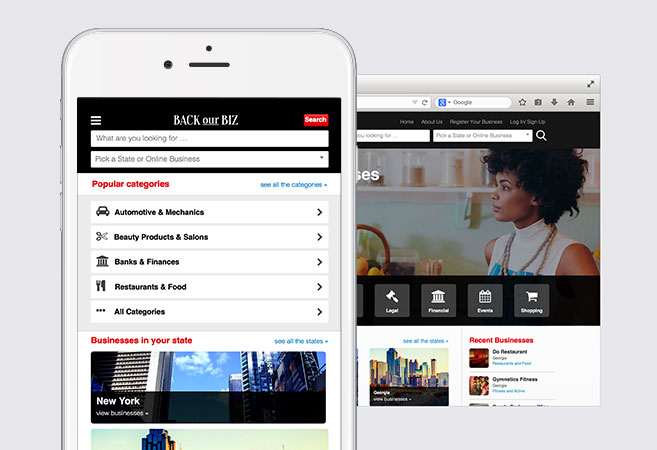 BACK our BIZ
Search
What are you looking for ...
Pick a State or Online Business
Popular categories
see all the categories »
Automotive & Mechanics
Beauty Products & Salons
Banks & Finances
Restaurants & Food
All Categories
Businesses in your state
see all the states »
New York
view businesses »
Google
Home
About Us
Register Your Business
Log In/ Sign Up
you looking for ...
Pick a State or Online Business
ses
Legal
Financial
Events
Shopping
see all the states »
Georgia
Recent Businesses
Do Restaurant
Georgia
Restaurants and Food
Gymnetics Fitness
Georgia
Fitness and Active